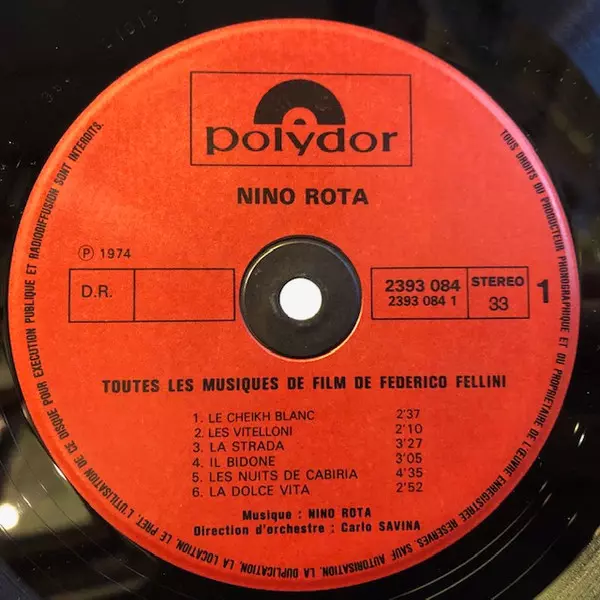 polydor
NINO ROTA
℗ 1974
D.R.
2393 084
2393 084 1
STEREO
33
1
TOUTES LES MUSIQUES DE FILM DE FEDERICO FELLINI
1. LE CHEIKH BLANC 2'37
2. LES VITELLONI 2'10
3. LA STRADA 3'27
4. IL BIDONE 3'05
5. LES NUITS DE CABIRIA 4'35
6. LA DOLCE VITA 2'52
Musique : NINO ROTA
Direction d'orchestre : Carlo SAVINA
TOUS DROITS DU PRODUCTEUR PHONOGRAPHIQUE ET DU PROPRIETAIRE DE L'ŒUVRE ENREGISTREE RESERVES. SAUF AUTORISATION, LA DUPLICATION, LA LOCATION, LE PRET, L'UTILISATION DE CE DISQUE POUR EXECUTION PUBLIQUE ET RADIODIFFUSION SONT INTERDITS.